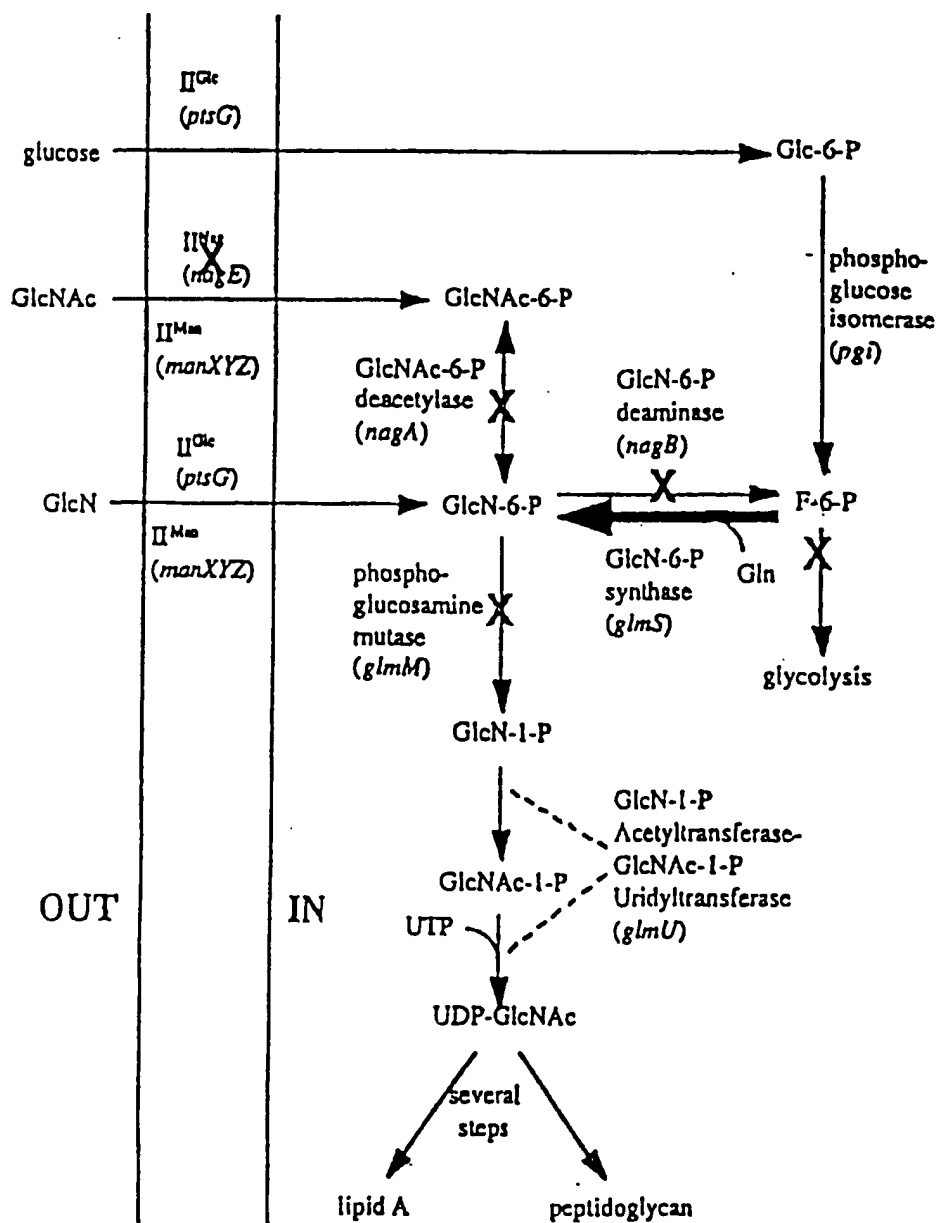 II^Glc
(ptsG)
glucose
Glc-6-P
(nagE)
GlcNAc
GlcNAc-6-P
II^Man
(manXYZ)
phospho-
glucose
isomerase
(pgi)
GlcNAc-6-P
deacetylase
(nagA)
GlcN-6-P
deaminase
(nagB)
II^Glc
(ptsG)
GlcN
GlcN-6-P
F-6-P
II^Man
(manXYZ)
GlcN-6-P
synthase
(glmS)
Gln
phospho-
glucosamine
mutase
(glmM)
glycolysis
GlcN-1-P
GlcN-1-P
Acetyltransferase-
GlcNAc-1-P
Uridyltransferase
(glmU)
GlcNAc-1-P
OUT
IN
UTP
UDP-GlcNAc
several
steps
lipid A
peptidoglycan